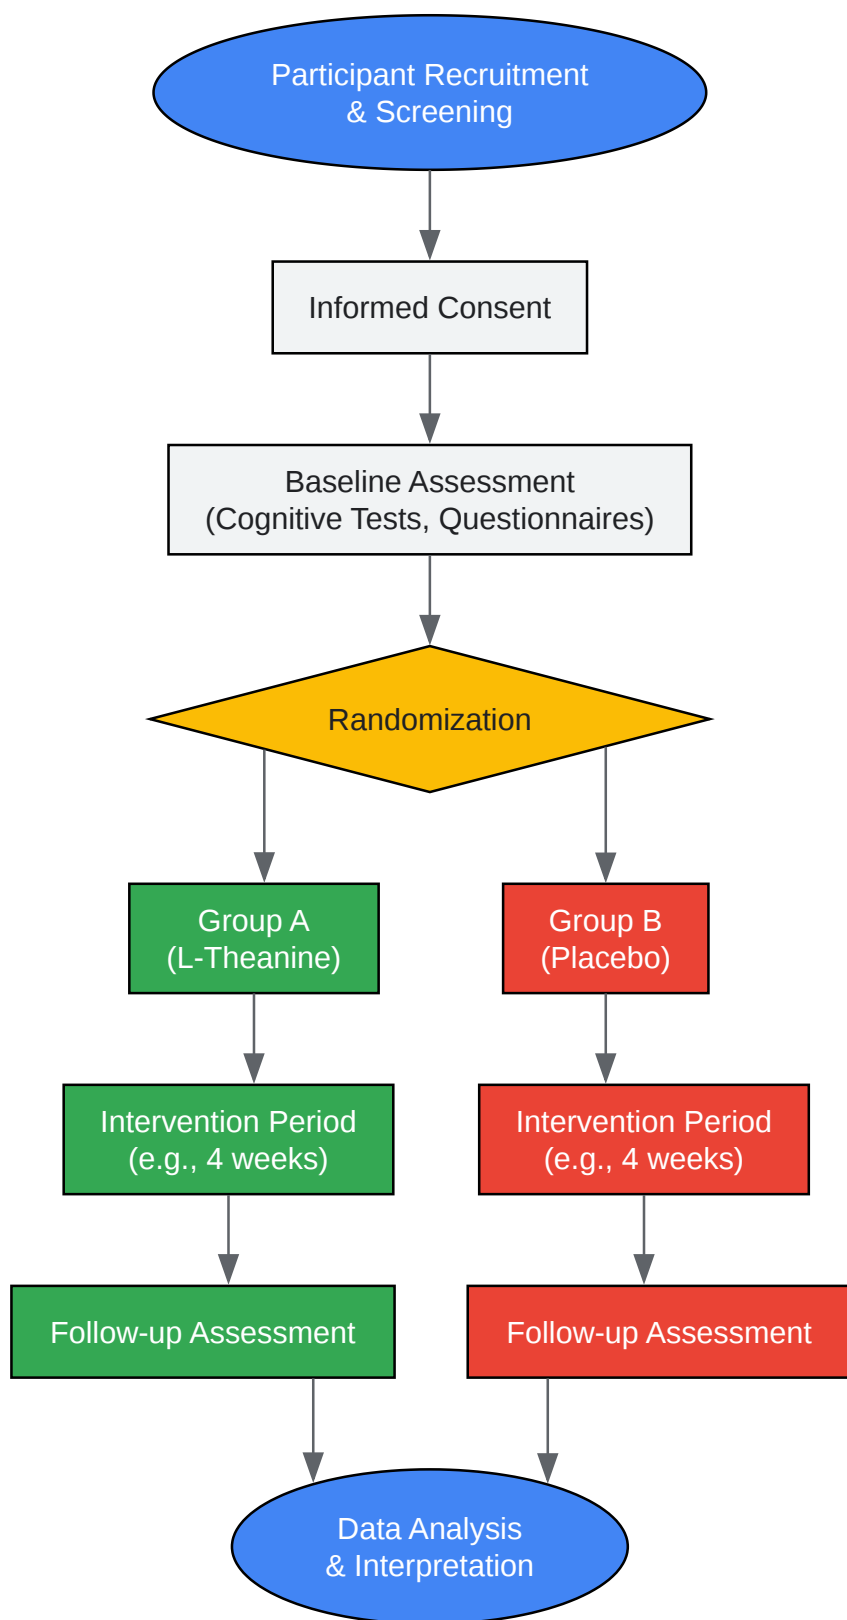 Participant Recruitment
& Screening
Informed Consent
Baseline Assessment
(Cognitive Tests, Questionnaires)
Randomization
Group A
(L-Theanine)
Group B
(Placebo)
Intervention Period
(e.g., 4 weeks)
Intervention Period
(e.g., 4 weeks)
Follow-up Assessment
Follow-up Assessment
Data Analysis
& Interpretation